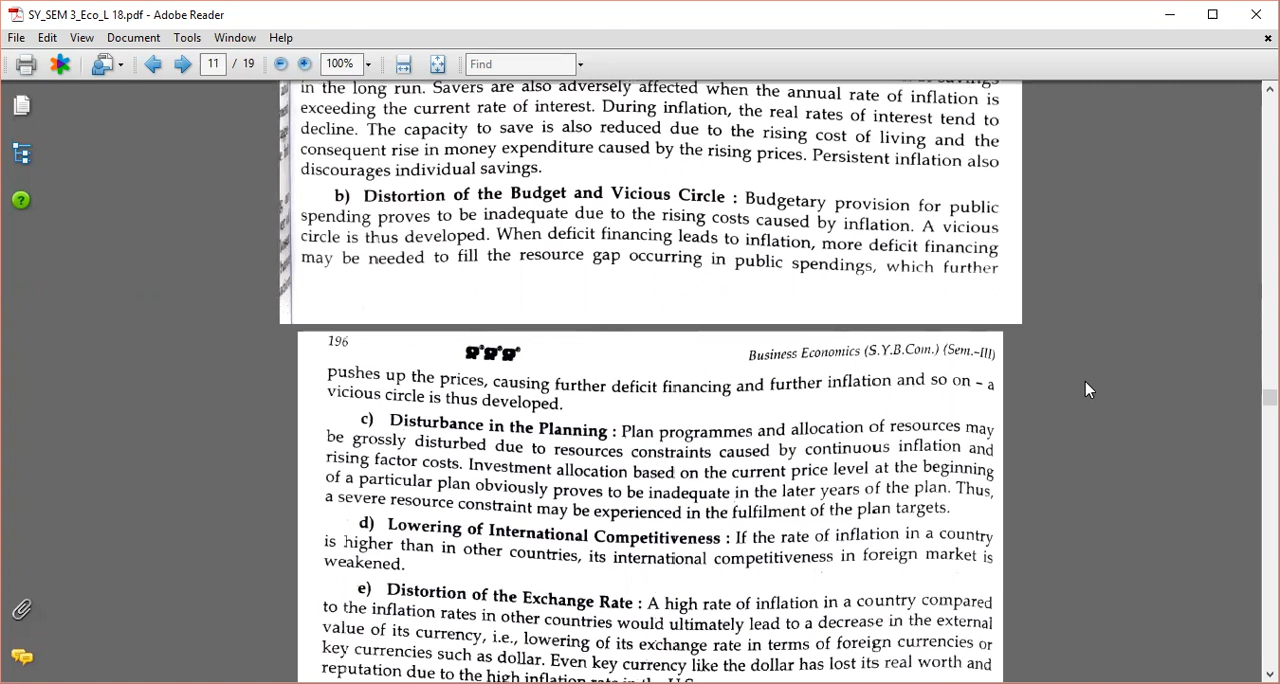 SY_SEM 3_Eco_L 18.pdf - Adobe Reader
File Edit View Document Tools Window Help
11 / 19 100% Find
in the long run. Savers are also adversely affected when the annual rate of inflation is
exceeding the current rate of interest. During inflation, the real rates of interest tend to
decline. The capacity to save is also reduced due to the rising cost of living and the
consequent rise in money expenditure caused by the rising prices. Persistent inflation also
discourages individual savings.
b) Distortion of the Budget and Vicious Circle : Budgetary provision for public
spending proves to be inadequate due to the rising costs caused by inflation. A vicious
circle is thus developed. When deficit financing leads to inflation, more deficit financing
may be needed to fill the resource gap occurring in public spendings, which further
196
Business Economics (S.Y.B.Com.) (Sem.-III)
pushes up the prices, causing further deficit financing and further inflation and so on - a
vicious circle is thus developed.
c) Disturbance in the Planning : Plan programmes and allocation of resources may
be grossly disturbed due to resources constraints caused by continuous inflation and
rising factor costs. Investment allocation based on the current price level at the beginning
of a particular plan obviously proves to be inadequate in the later years of the plan. Thus,
a severe resource constraint may be experienced in the fulfilment of the plan targets.
d) Lowering of International Competitiveness : If the rate of inflation in a country
is higher than in other countries, its international competitiveness in foreign market is
weakened.
e) Distortion of the Exchange Rate : A high rate of inflation in a country compared
to the inflation rates in other countries would ultimately lead to a decrease in the external
value of its currency, i.e., lowering of its exchange rate in terms of foreign currencies or
key currencies such as dollar. Even key currency like the dollar has lost its real worth and
reputation due to the high inflation rate in the U.S.